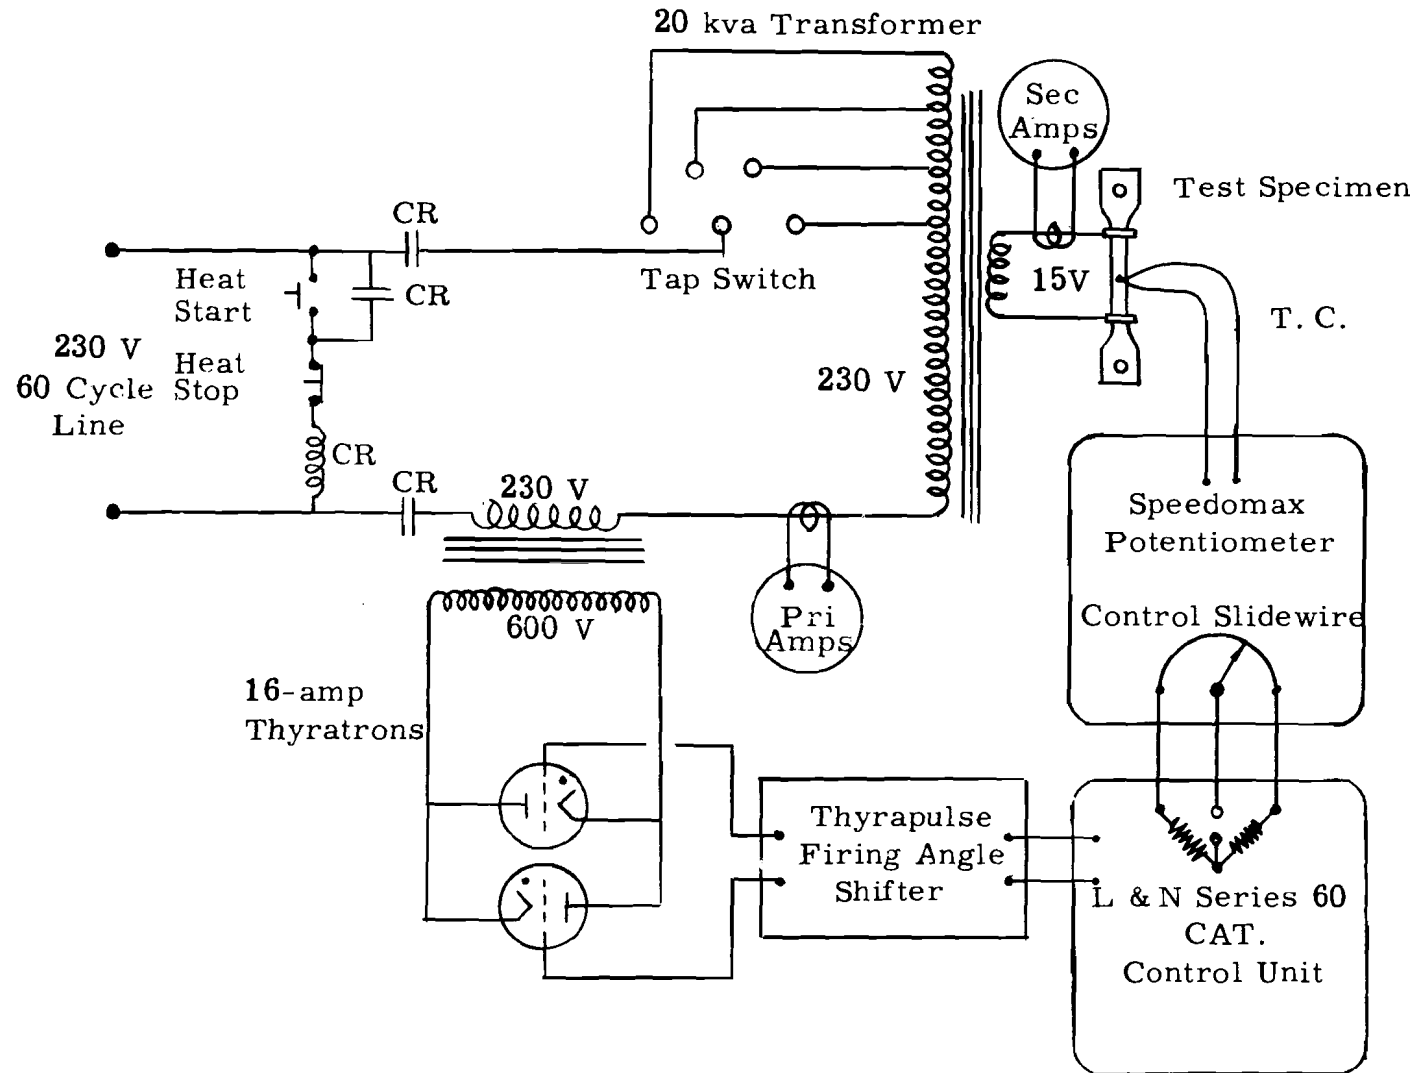 20 kva Transformer
Sec
Amps
Test Specimen
CR
Heat
Start
CR
Tap Switch
15V
T. C.
230 V
60 Cycle
Line
Heat
Stop
CR
230 V
CR
230 V
Speedomax
Potentiometer
600 V
Pri
Amps
Control Slidewire
16-amp
Thyratrons
Thyrapulse
Firing Angle
Shifter
L & N Series 60
CAT.
Control Unit